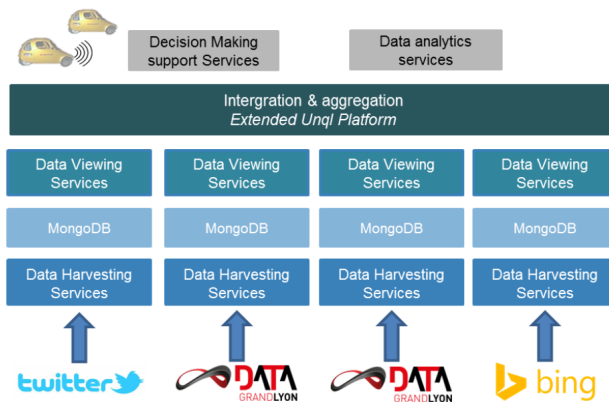 Decision Making
support Services
Data analytics
services
Intergration & aggregation
Extended Unql Platform
Data Viewing
Services
Data Viewing
Services
Data Viewing
Services
Data Viewing
Services
MongoDB
MongoDB
MongoDB
MongoDB
Data Harvesting
Services
Data Harvesting
Services
Data Harvesting
Services
Data Harvesting
Services
twitter
DATA
GRANDLYON
DATA
GRANDLYON
bing